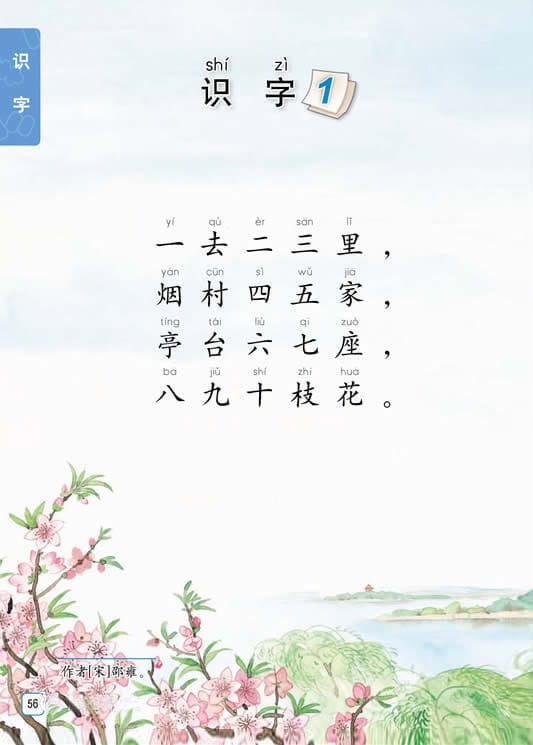 识
字
shí zì
识 字 1
yí qù èr sān lǐ
一 去 二 三 里，
yān cūn sì wǔ jiā
烟 村 四 五 家，
tíng tái liù qī zuò
亭 台 六 七 座，
bā jiǔ shí zhī huā
八 九 十 枝 花。
作者[宋]邵雍。
56